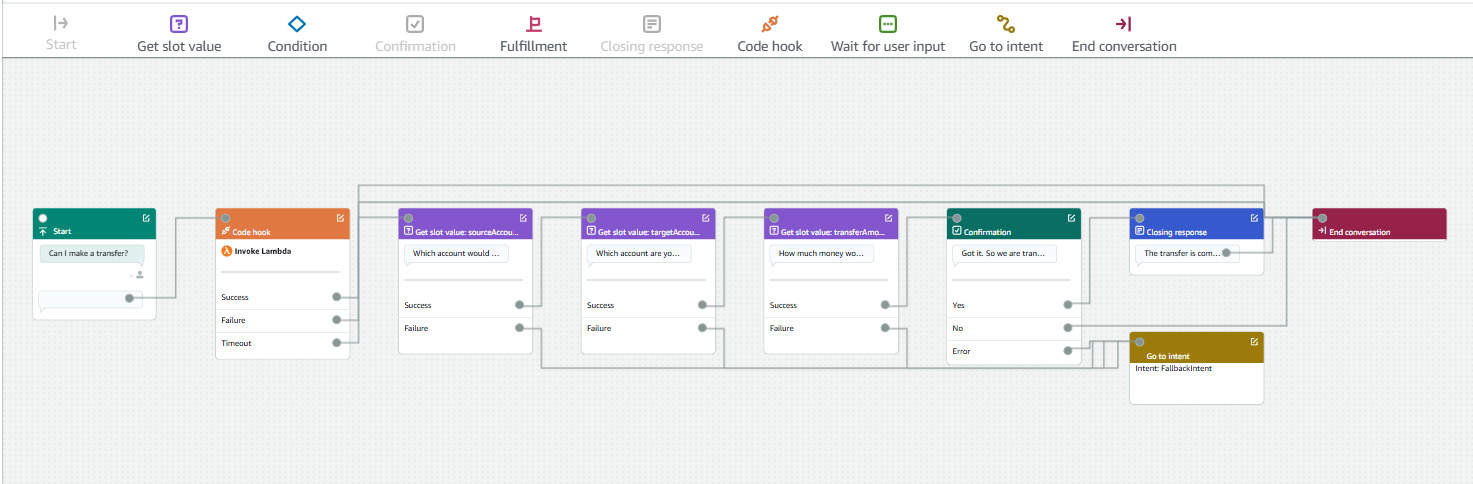 Start
Get slot value
Condition
Confirmation
Fulfillment
Closing response
Code hook
Wait for user input
Go to intent
End conversation
Start
Can I make a transfer?
Code hook
Invoke Lambda
Success
Failure
Timeout
Get slot value: sourceAccou...
Which account would ...
Success
Failure
Get slot value: targetAccou...
Which account are yo...
Success
Failure
Get slot value: transferAmo...
How much money wo...
Success
Failure
Confirmation
Got it. So we are tran...
Yes
No
Error
Closing response
The transfer is com...
Go to intent
Intent: FallbackIntent
End conversation